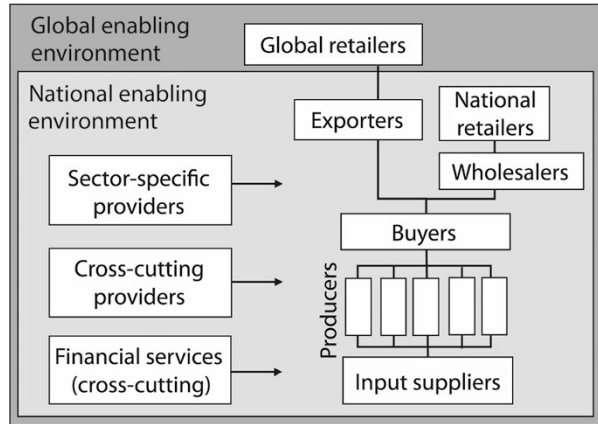 Global enabling
environment
Global retailers
National enabling
environment
Exporters
National
retailers
Wholesalers
Sector-specific
providers
Buyers
Cross-cutting
providers
Producers
Financial services
(cross-cutting)
Input suppliers